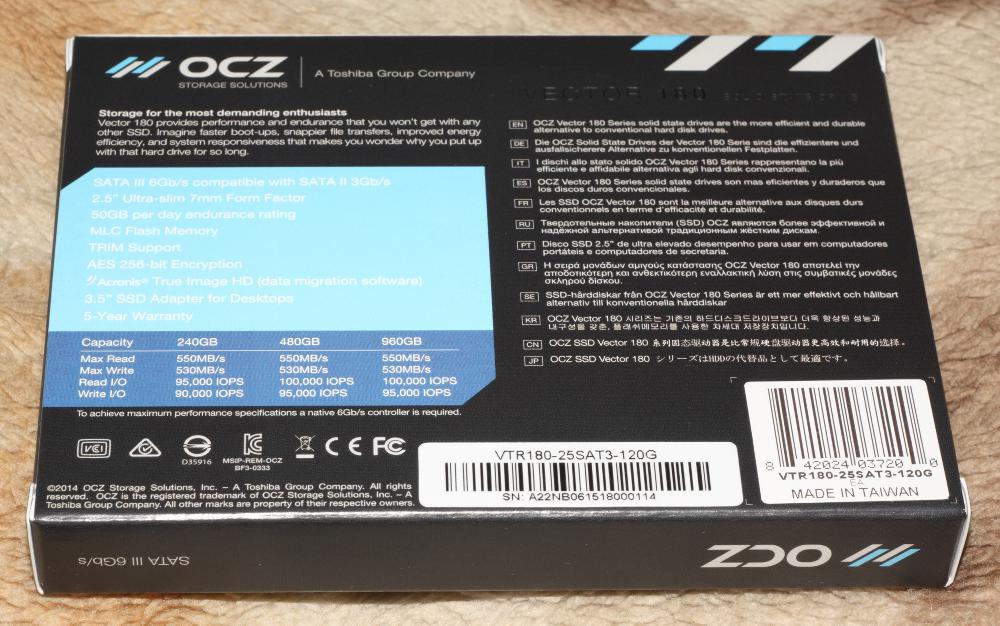 OCZ
STORAGE SOLUTIONS
A Toshiba Group Company
VECTOR 180 SOLID STATE DRIVE
Storage for the most demanding enthusiasts
Vector 180 provides performance and endurance that you won't get with any
other SSD. Imagine faster boot-ups, snappier file transfers, improved energy
efficiency, and system responsiveness that makes you wonder why you put up
with that hard drive for so long.
SATA III 6Gb/s compatible with SATA II 3Gb/s
2.5" Ultra-slim 7mm Form Factor
50GB per day endurance rating
MLC Flash Memory
TRIM Support
AES 256-bit Encryption
Acronis® True Image HD (data migration software)
3.5" SSD Adapter for Desktops
5-Year Warranty
Capacity 240GB 480GB 960GB
Max Read 550MB/s 550MB/s 550MB/s
Max Write 530MB/s 530MB/s 530MB/s
Read I/O 95,000 IOPS 100,000 IOPS 100,000 IOPS
Write I/O 90,000 IOPS 95,000 IOPS 95,000 IOPS
To achieve maximum performance specifications a native 6Gb/s controller is required.
EN OCZ Vector 180 Series solid state drives are the more efficient and durable
alternative to conventional hard disk drives.
DE Die OCZ Solid State Drives der Vector 180 Serie sind die effizientere und
ausfallsicherere Alternative zu konventionellen Festplatten.
IT I dischi allo stato solido OCZ Vector 180 Series rappresentano la più
efficiente e affidabile alternativa agli hard disk convenzionali.
ES OCZ Vector 180 Series solid state drives son mas eficientes y duraderos que
los discos duros convencionales.
FR Les SSD OCZ Vector 180 sont la meilleure alternative aux disques durs
conventionnels en terme d'efficacité et durabilité.
RU Твердотельные накопители (SSD) OCZ являются более эффективной и
надёжной альтернативой традиционным жёстким дискам.
PT Disco SSD 2.5" de ultra elevado desempenho para usar em computadores
portáteis e computadores de secretaria.
GR Η σειρά μονάδων αμιγούς κατάστασης OCZ Vector 180 αποτελεί την
αποδοτικότερη και ανθεκτικότερη εναλλακτική λύση στις συμβατικές μονάδες
σκληρού δίσκου.
SE SSD-hårddiskar från OCZ Vector 180 Series är ett mer effektivt och hållbart
alternativ till konventionella hårddiskar
KR OCZ Vector 180 시리즈는 기존의 하드디스크드라이브보다 더욱 향상된 성능과
내구성을 갖춘, 플래쉬메모리를 사용한 차세대 저장장치입니다.
CN OCZ Vector 180 系列固态驱动器是比常规硬盘驱动器更高效和耐用的选择。
JP OCZ SSD Vector 180 シリーズはHDDの代替品として最適です。
VCI
D35916
MSIP-REM-OCZ
BF3-0333
CE FC
©2014 OCZ Storage Solutions, Inc. – A Toshiba Group Company. All rights
reserved. OCZ is the registered trademark of OCZ Storage Solutions, Inc. – A
Toshiba Group Company. All other marks are property of their respective owners.
VTR180-25SAT3-120G
SN: A22NB061518000114
8 42024 03720 0
VTR180-25SAT3-120G
EA
MADE IN TAIWAN
SATA III 6Gb/s
OCZ